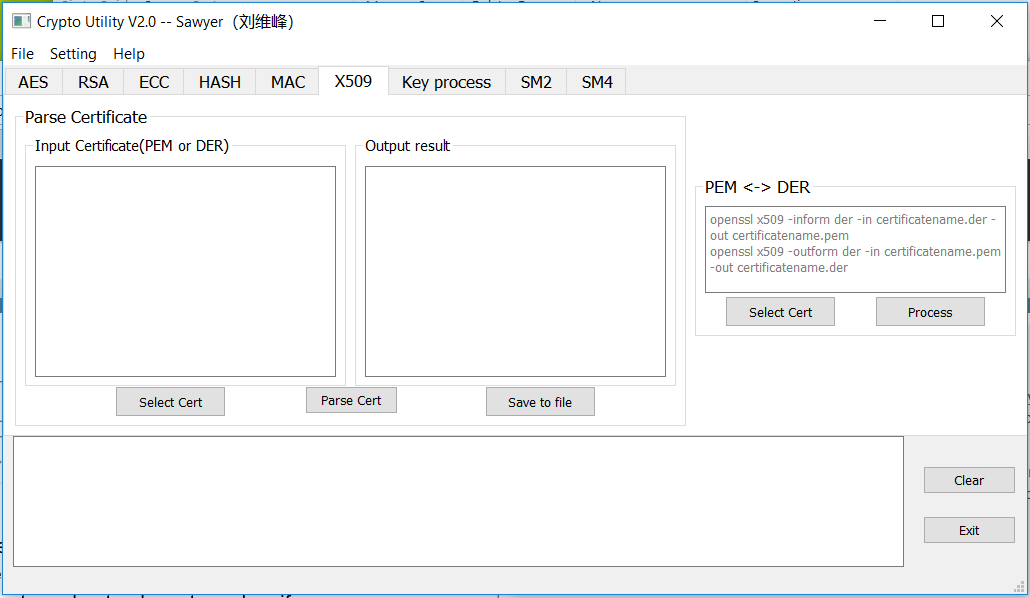 Crypto Utility V2.0 -- Sawyer（刘维峰）
File Setting Help
AES RSA ECC HASH MAC X509 Key process SM2 SM4
Parse Certificate
Input Certificate(PEM or DER)
Output result
Select Cert
Parse Cert
Save to file
PEM <-> DER
openssl x509 -inform der -in certificatename.der -
out certificatename.pem
openssl x509 -outform der -in certificatename.pem
-out certificatename.der
Select Cert
Process
Clear
Exit